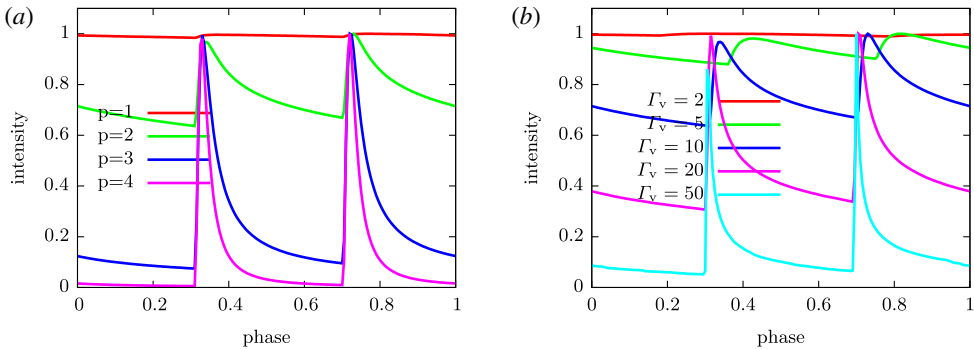 (a)
1
0.8
0.6
0.4
0.2
0
intensity
p=1
p=2
p=3
p=4
0 0.2 0.4 0.6 0.8 1
phase
(b)
1
0.8
0.6
0.4
0.2
0
intensity
Γv = 2
Γv = 5
Γv = 10
Γv = 20
Γv = 50
0 0.2 0.4 0.6 0.8 1
phase